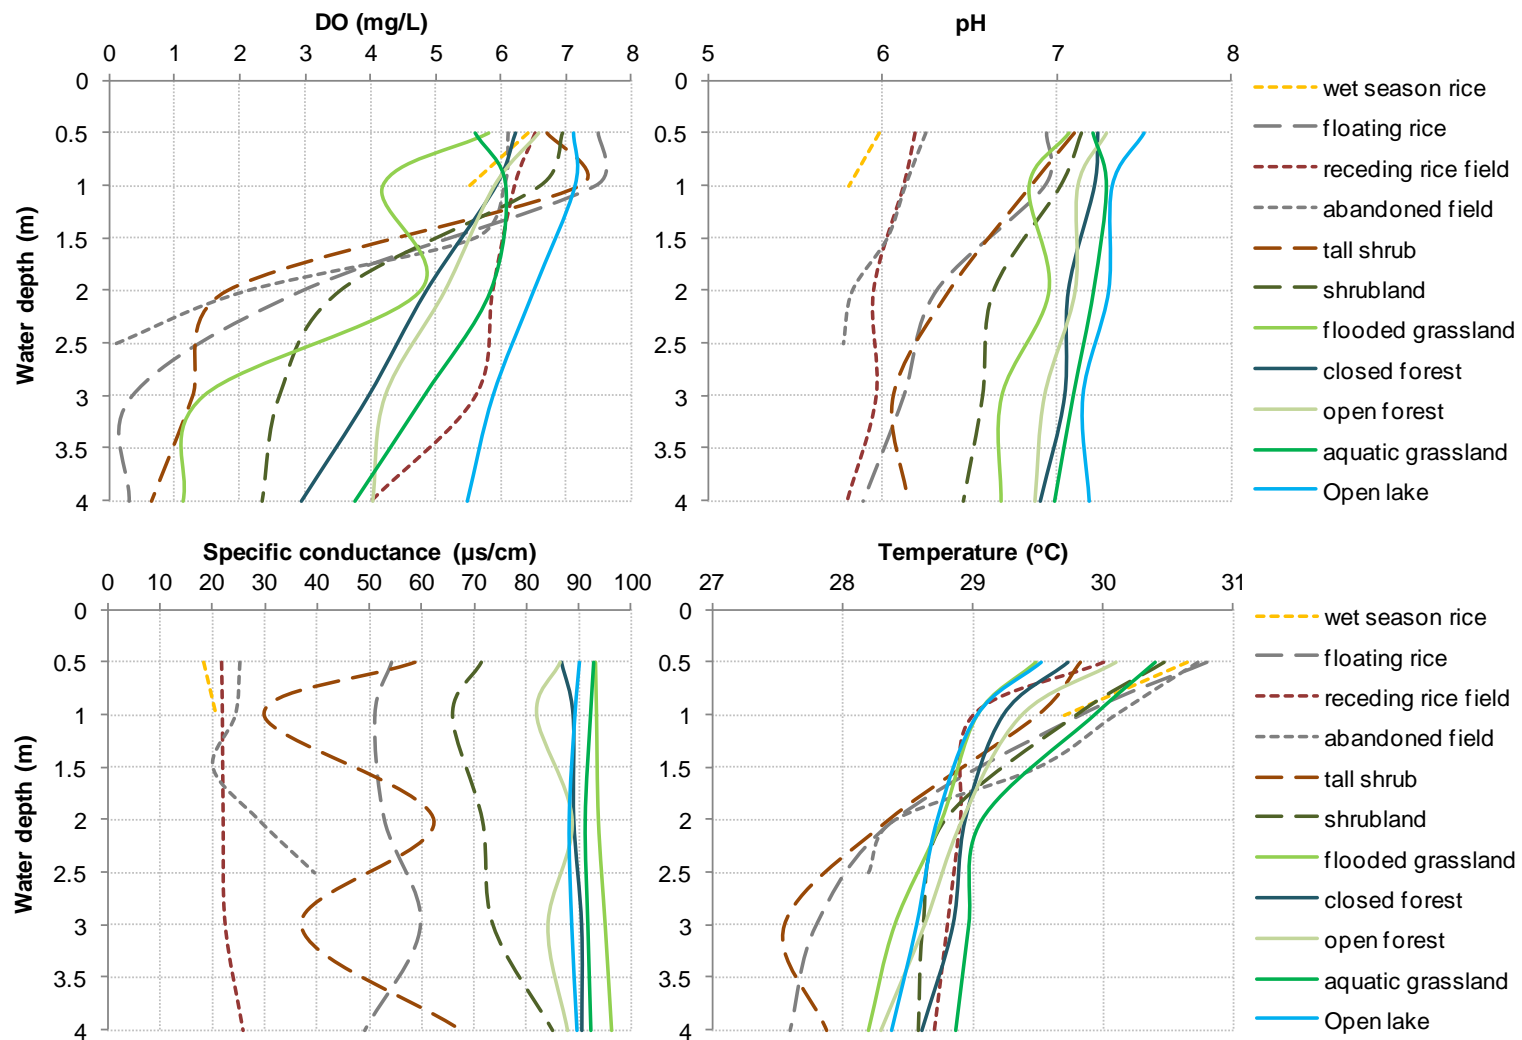 DO (mg/L)
0 1 2 3 4 5 6 7 8
Water depth (m)
0
0.5
1
1.5
2
2.5
3
3.5
4
pH
5 6 7 8
0
0.5
1
1.5
2
2.5
3
3.5
4
wet season rice
floating rice
receding rice field
abandoned field
tall shrub
shrubland
flooded grassland
closed forest
open forest
aquatic grassland
Open lake
Specific conductance (µs/cm)
0 10 20 30 40 50 60 70 80 90 100
Water depth (m)
0
0.5
1
1.5
2
2.5
3
3.5
4
Temperature (ºC)
27 28 29 30 31
0
0.5
1
1.5
2
2.5
3
3.5
4
wet season rice
floating rice
receding rice field
abandoned field
tall shrub
shrubland
flooded grassland
closed forest
open forest
aquatic grassland
Open lake